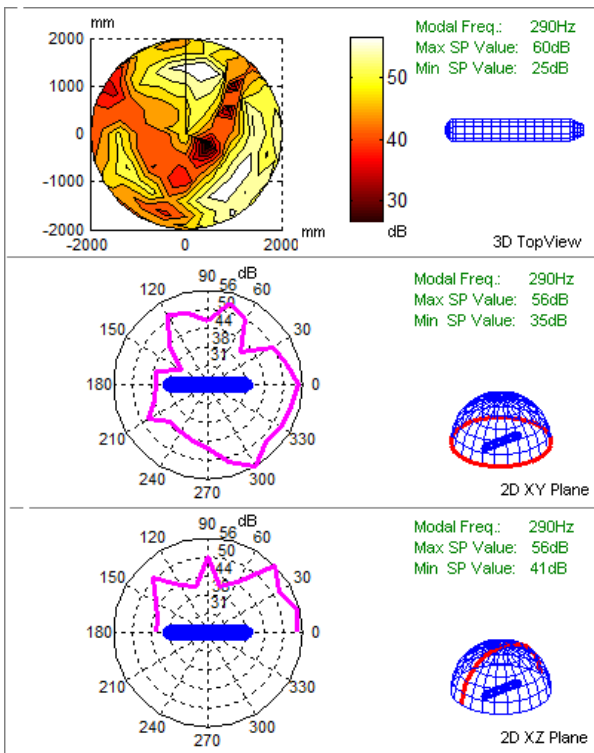 mm
2000
1000
0
-1000
-2000
-2000 0 2000
mm
50
40
30
dB
Modal Freq.: 290Hz
Max SP Value: 60dB
Min SP Value: 25dB
3D TopView
dB
90
120 56 60
50
44
150 38 30
31
180 0
210 330
240 300
270
Modal Freq.: 290Hz
Max SP Value: 56dB
Min SP Value: 35dB
2D XY Plane
dB
90
120 56 60
50
44
150 38 30
31
180 0
210 330
240 300
270
Modal Freq.: 290Hz
Max SP Value: 56dB
Min SP Value: 41dB
2D XZ Plane